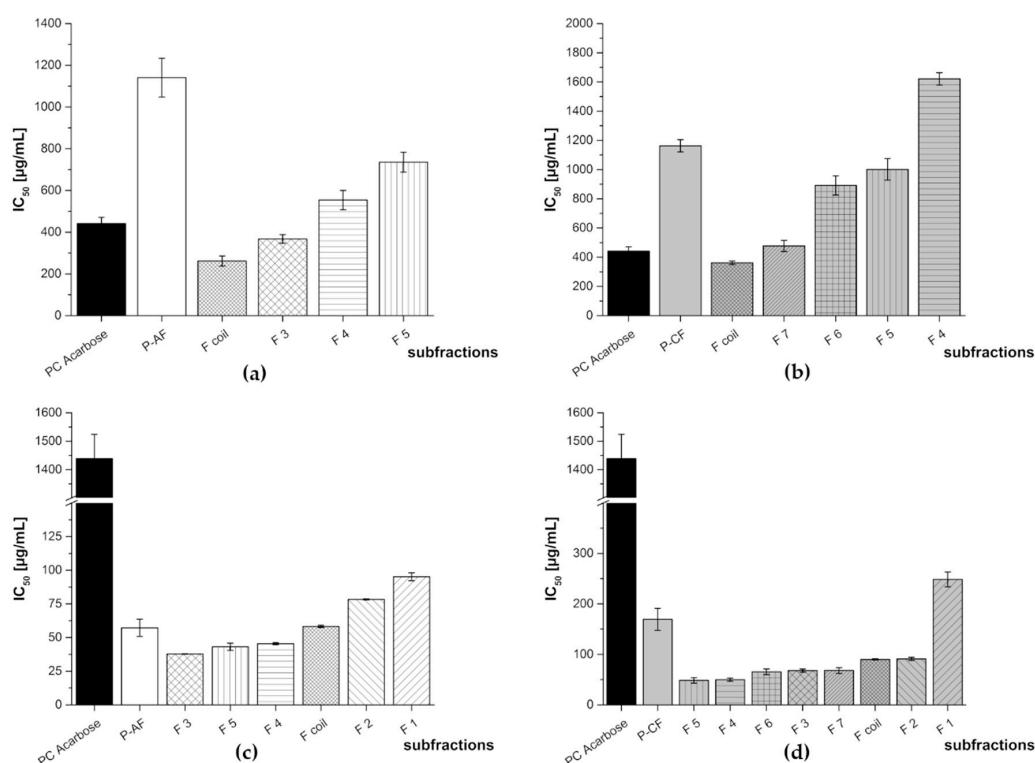 1400
1200
1000
800
600
400
200
0
IC50 [µg/mL]
PC Acarbose
P-AF
F coil
F 3
F 4
F 5
subfractions
(a)
2000
1800
1600
1400
1200
1000
800
600
400
200
0
IC50 [µg/mL]
PC Acarbose
P-CF
F coil
F 7
F 6
F 5
F 4
subfractions
(b)
1600
1500
1400
125
100
75
50
25
0
IC50 [µg/mL]
PC Acarbose
P-AF
F 3
F 5
F 4
F coil
F 2
F 1
subfractions
(c)
1600
1500
1400
300
200
100
0
IC50 [µg/mL]
PC Acarbose
P-CF
F 5
F 4
F 6
F 3
F 7
F coil
F 2
F 1
subfractions
(d)